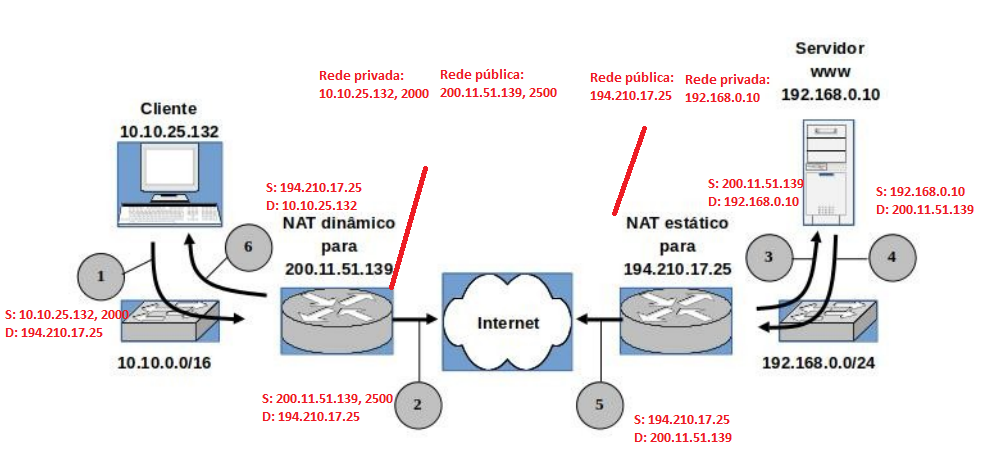 Rede privada:
10.10.25.132, 2000
Rede pública:
200.11.51.139, 2500
Rede pública:
194.210.17.25
Rede privada:
192.168.0.10
Servidor
www
192.168.0.10
Cliente
10.10.25.132
S: 194.210.17.25
D: 10.10.25.132
NAT dinâmico
para
200.11.51.139
NAT estático
para
194.210.17.25
S: 200.11.51.139
D: 192.168.0.10
S: 192.168.0.10
D: 200.11.51.139
1
6
3
4
S: 10.10.25.132, 2000
D: 194.210.17.25
Internet
10.10.0.0/16
192.168.0.0/24
S: 200.11.51.139, 2500
D: 194.210.17.25
2
5
S: 194.210.17.25
D: 200.11.51.139